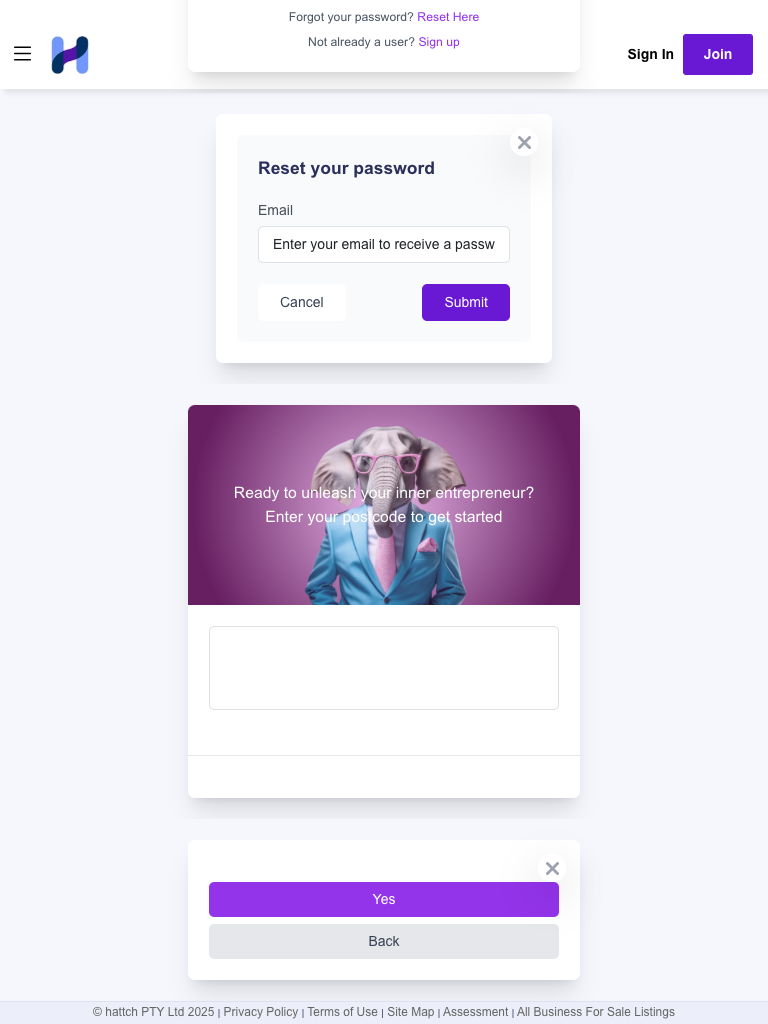 Forgot your password? Reset Here
Not already a user? Sign up
Sign In
Join
Reset your password
Email
Enter your email to receive a passw
Cancel
Submit
Ready to unleash your inner entrepreneur?
Enter your postcode to get started
Yes
Back
© hattch PTY Ltd 2025 | Privacy Policy | Terms of Use | Site Map | Assessment | All Business For Sale Listings